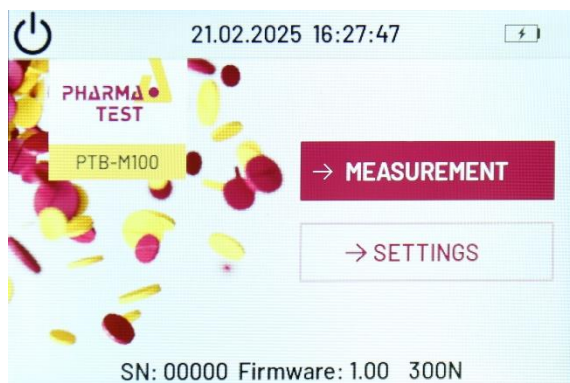 21.02.2025 16:27:47
PHARMA
TEST
PTB-M100
→ MEASUREMENT
→ SETTINGS
SN: 00000 Firmware: 1.00 300N